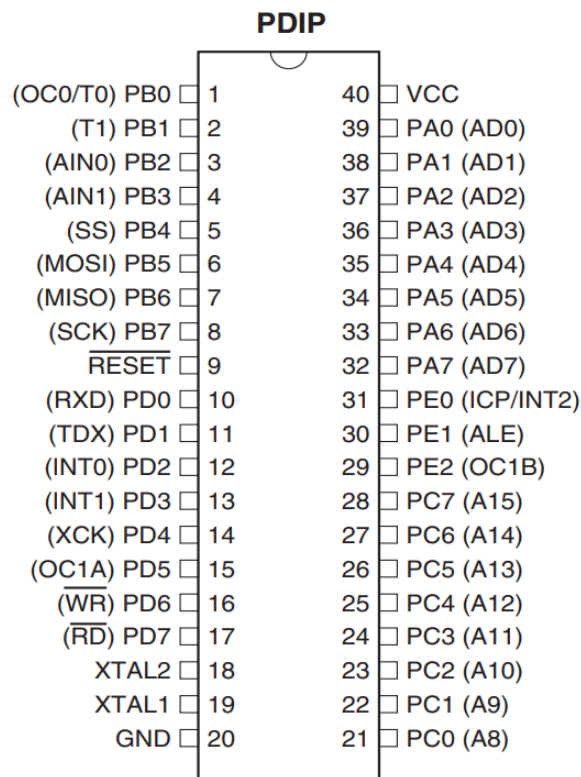 PDIP
(OC0/T0) PB0 1 40 VCC
(T1) PB1 2 39 PA0 (AD0)
(AIN0) PB2 3 38 PA1 (AD1)
(AIN1) PB3 4 37 PA2 (AD2)
(SS) PB4 5 36 PA3 (AD3)
(MOSI) PB5 6 35 PA4 (AD4)
(MISO) PB6 7 34 PA5 (AD5)
(SCK) PB7 8 33 PA6 (AD6)
RESET 9 32 PA7 (AD7)
(RXD) PD0 10 31 PE0 (ICP/INT2)
(TDX) PD1 11 30 PE1 (ALE)
(INT0) PD2 12 29 PE2 (OC1B)
(INT1) PD3 13 28 PC7 (A15)
(XCK) PD4 14 27 PC6 (A14)
(OC1A) PD5 15 26 PC5 (A13)
(WR) PD6 16 25 PC4 (A12)
(RD) PD7 17 24 PC3 (A11)
XTAL2 18 23 PC2 (A10)
XTAL1 19 22 PC1 (A9)
GND 20 21 PC0 (A8)